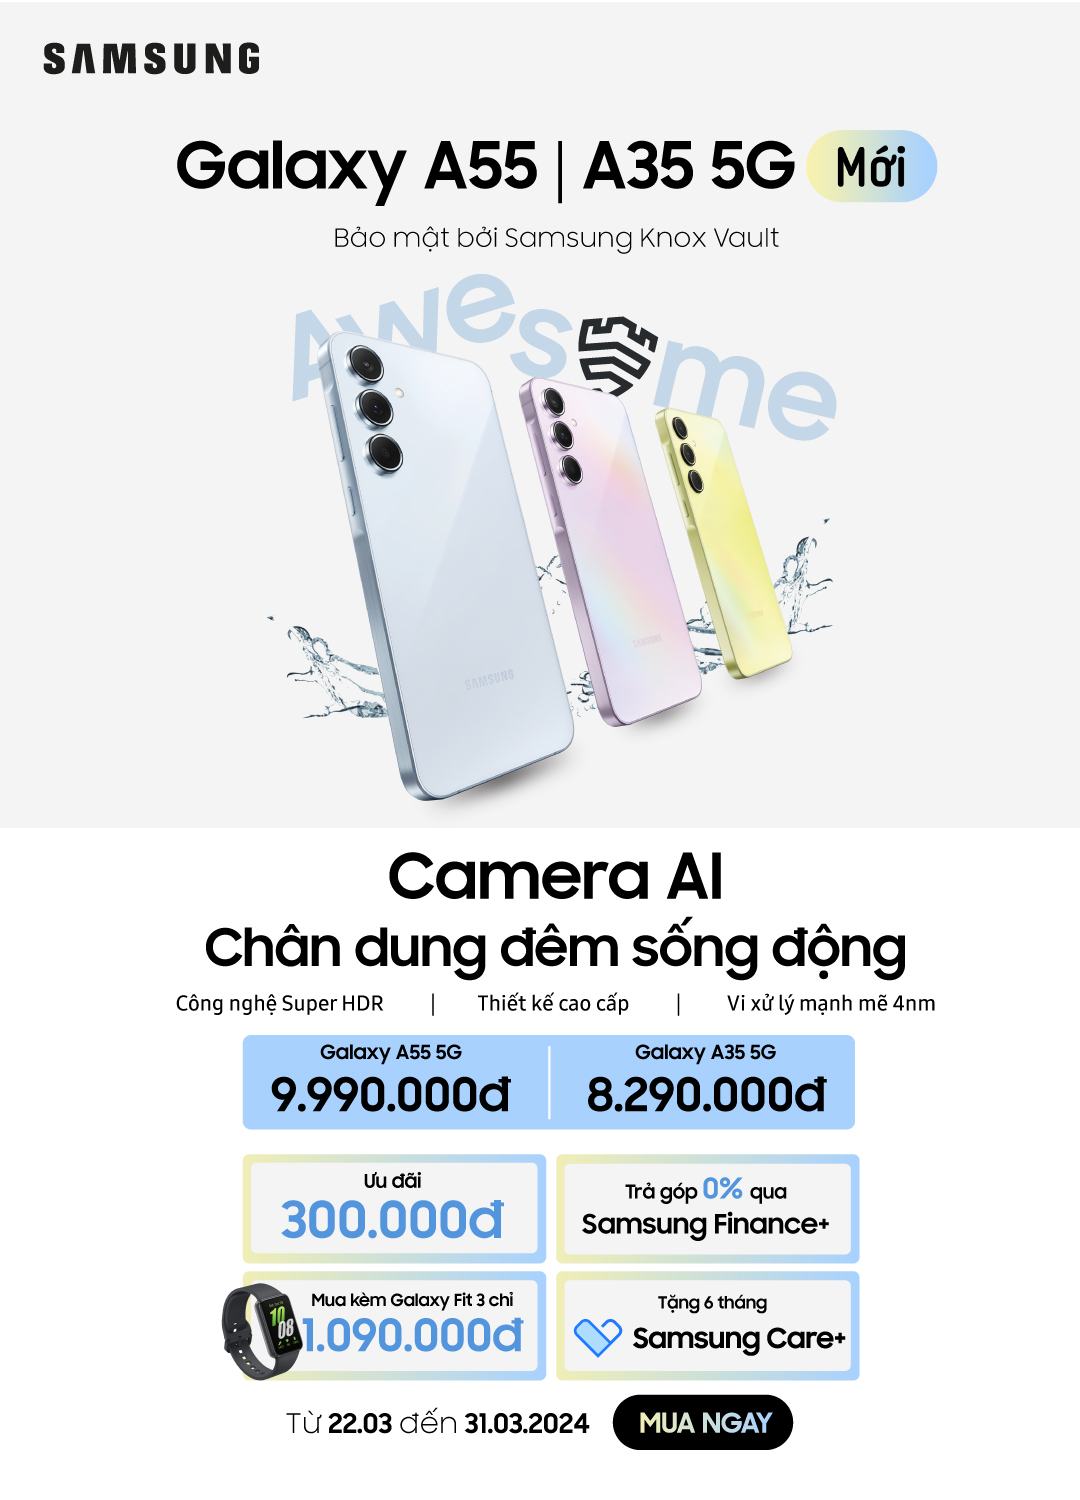 SAMSUNG
Galaxy A55 | A35 5G Mới
Bảo mật bởi Samsung Knox Vault
Awesome
SAMSUNG
SAMSUNG
Camera AI
Chân dung đêm sống động
Công nghệ Super HDR | Thiết kế cao cấp | Vi xử lý mạnh mẽ 4nm
Galaxy A55 5G
9.990.000đ
Galaxy A35 5G
8.290.000đ
Ưu đãi
300.000đ
Trả góp 0% qua
Samsung Finance+
Mua kèm Galaxy Fit 3 chỉ
1.090.000đ
10
08
Tặng 6 tháng
Samsung Care+
Từ 22.03 đến 31.03.2024
MUA NGAY